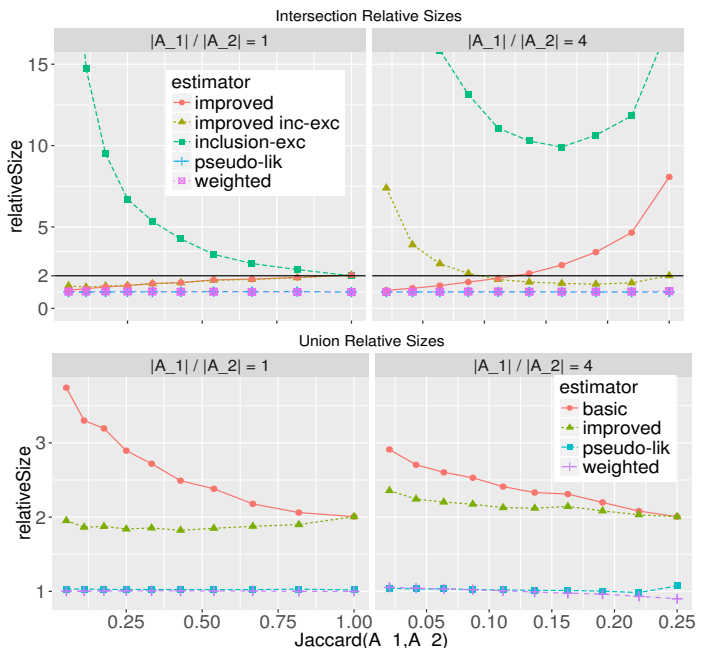 Intersection Relative Sizes
|A_1| / |A_2| = 1
|A_1| / |A_2| = 4
15
10
5
2
0
relativeSize
estimator
improved
improved inc-exc
inclusion-exc
pseudo-lik
weighted
Union Relative Sizes
|A_1| / |A_2| = 1
|A_1| / |A_2| = 4
3
2
1
relativeSize
estimator
basic
improved
pseudo-lik
weighted
0.25 0.50 0.75 1.00 0.05 0.10 0.15 0.20 0.25
Jaccard(A_1,A_2)